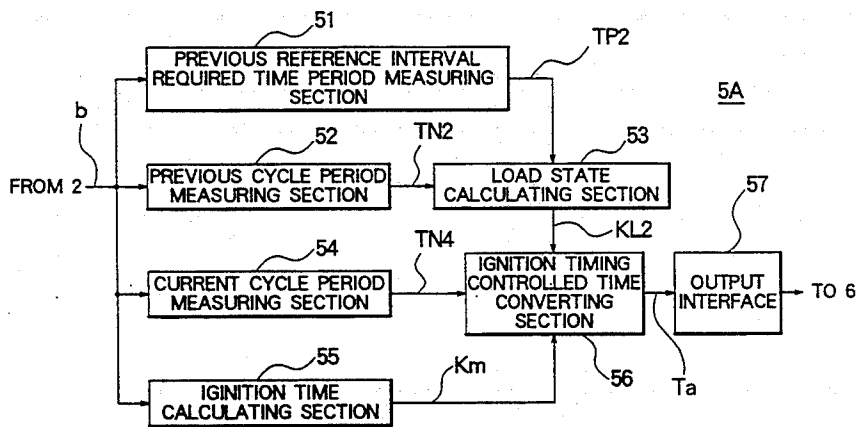 51
PREVIOUS REFERENCE INTERVAL
REQUIRED TIME PERIOD MEASURING
SECTION
TP2
5A
b
52
TN2
53
FROM 2
PREVIOUS CYCLE PERIOD
MEASURING SECTION
LOAD STATE
CALCULATING SECTION
57
KL2
54
TN4
CURRENT CYCLE PERIOD
MEASURING SECTION
IGNITION TIMING
CONTROLLED TIME
CONVERTING
SECTION
OUTPUT
INTERFACE
TO 6
55
Km
56
Ta
IGINITION TIME
CALCULATING SECTION